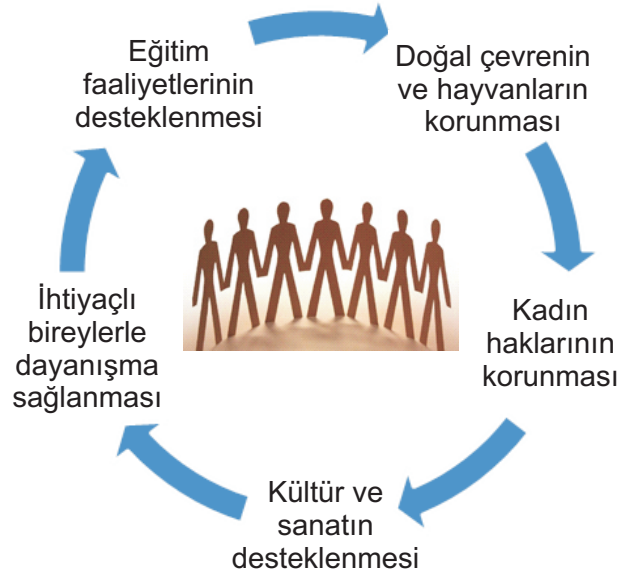 Eğitim
faaliyetlerinin
desteklenmesi
Doğal çevrenin
ve hayvanların
korunması
Kadın
haklarının
korunması
Kültür ve
sanatın
desteklenmesi
İhtiyaçlı
bireylerle
dayanışma
sağlanması